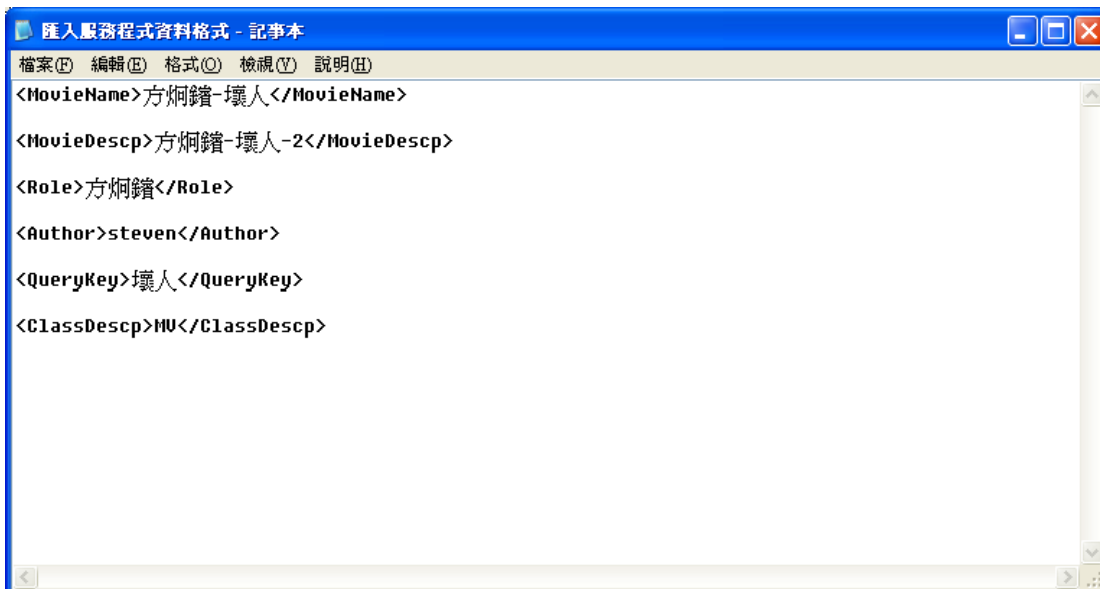 匯入服務程式資料格式 - 記事本
檔案(F) 編輯(E) 格式(O) 檢視(V) 說明(H)
<MovieName>方炯鑌-壞人</MovieName>
<MovieDescp>方炯鑌-壞人-2</MovieDescp>
<Role>方炯鑌</Role>
<Author>steven</Author>
<QueryKey>壞人</QueryKey>
<ClassDescp>MV</ClassDescp>